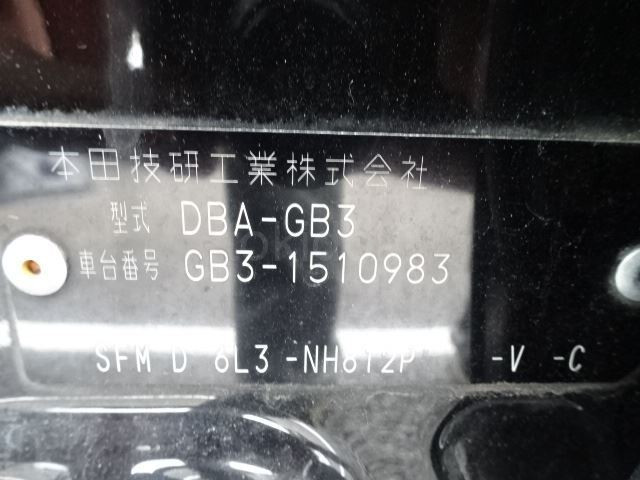 本田技研工業株式会社
型式 DBA-GB3
車台番号 GB3-1510983
SFM D 6L3 -NH812P -V -C